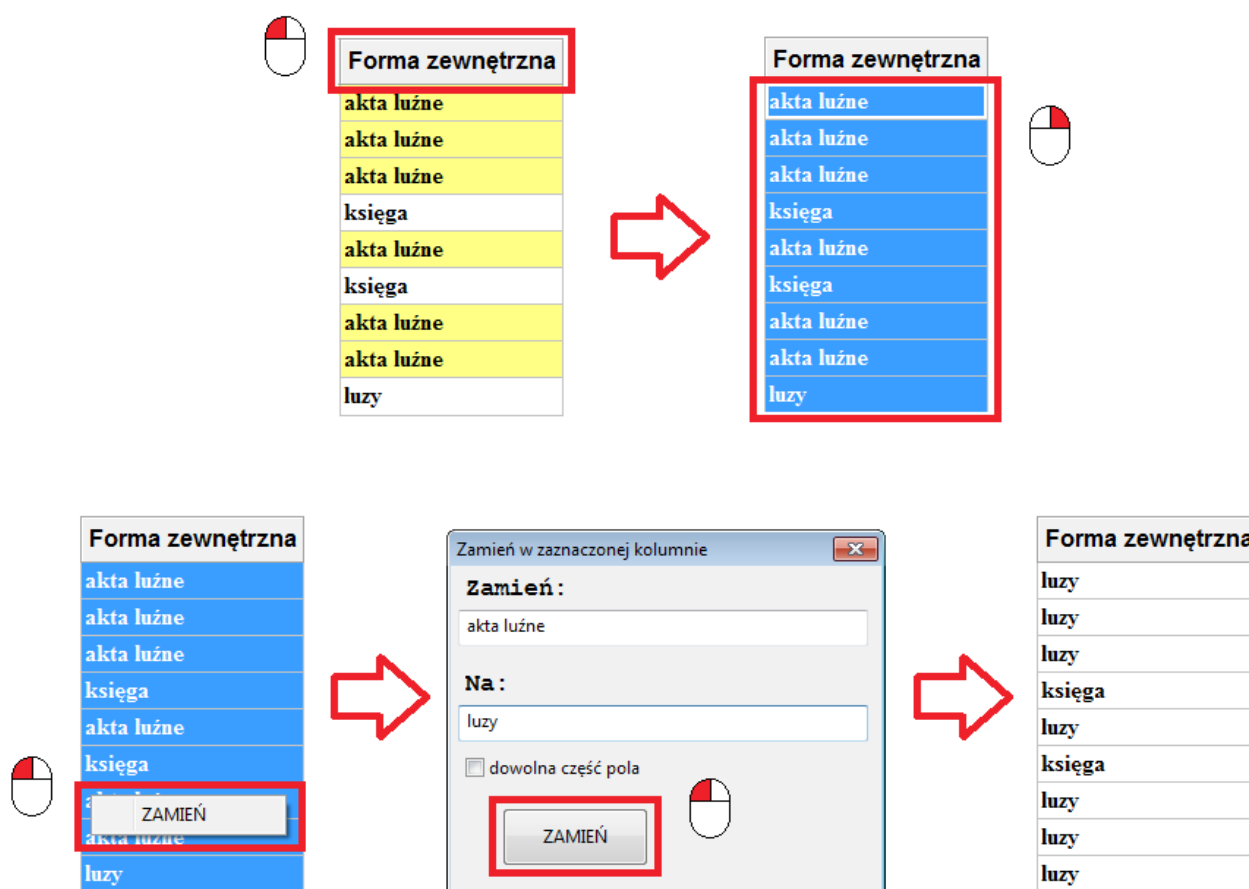 Forma zewnętrzna
akta luźne
akta luźne
akta luźne
księga
akta luźne
księga
akta luźne
akta luźne
luzy
Forma zewnętrzna
akta luźne
akta luźne
akta luźne
księga
akta luźne
księga
akta luźne
akta luźne
luzy
Forma zewnętrzna
akta luźne
akta luźne
akta luźne
księga
akta luźne
księga
ZAMIEŃ
akta luźne
luzy
Zamień w zaznaczonej kolumnie
Zamień:
akta luźne
Na:
luzy
dowolna część pola
ZAMIEŃ
Forma zewnętrzna
luzy
luzy
luzy
księga
luzy
księga
luzy
luzy
luzy